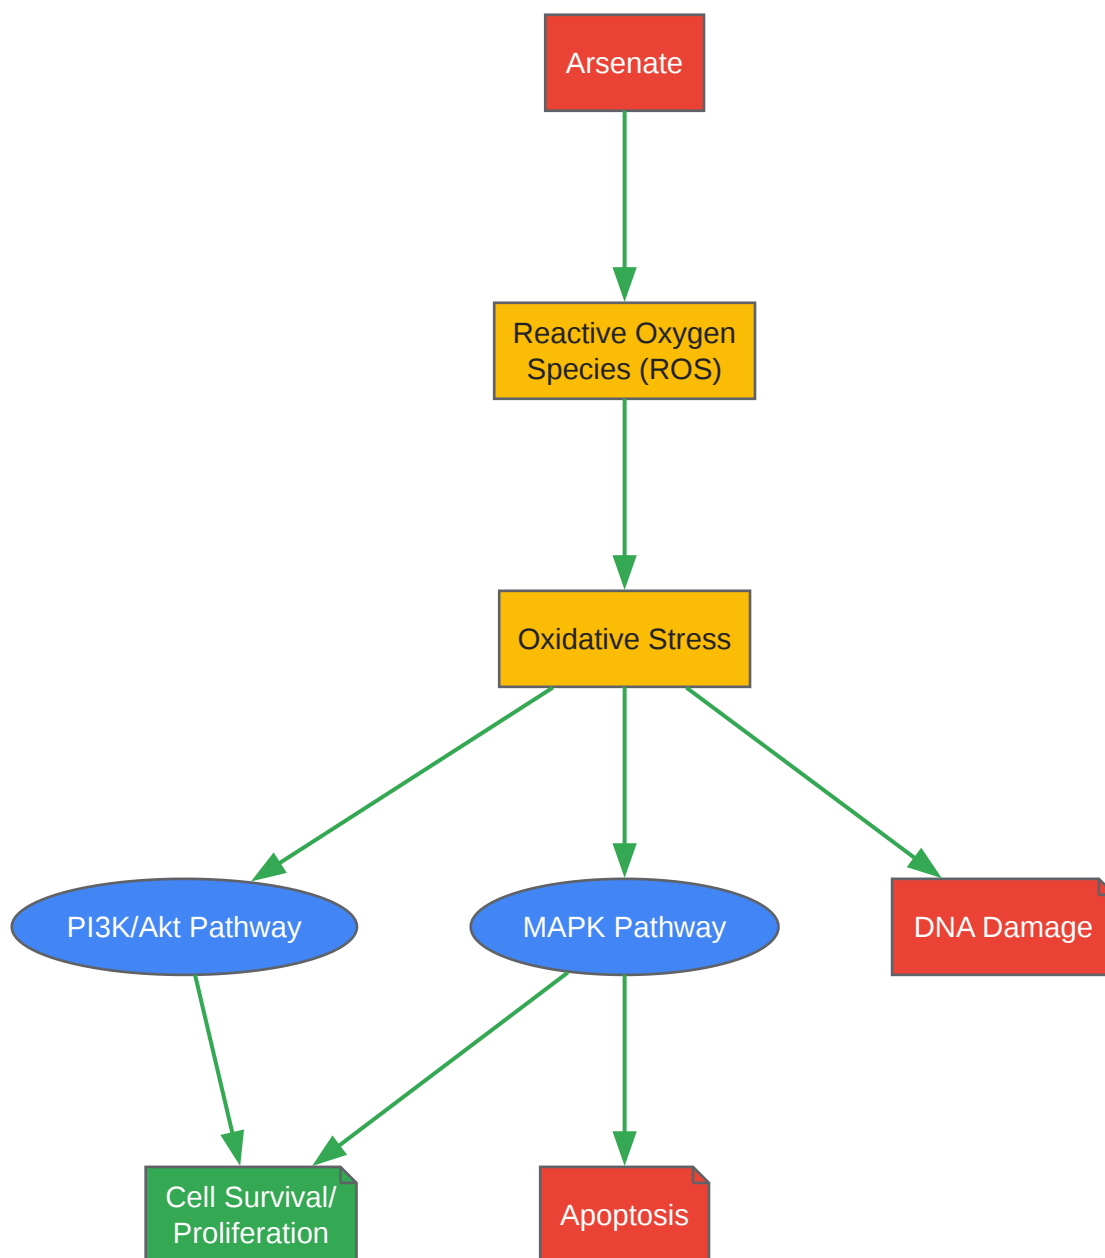 Arsenate
Reactive Oxygen
Species (ROS)
Oxidative Stress
PI3K/Akt Pathway
MAPK Pathway
DNA Damage
Cell Survival/
Proliferation
Apoptosis